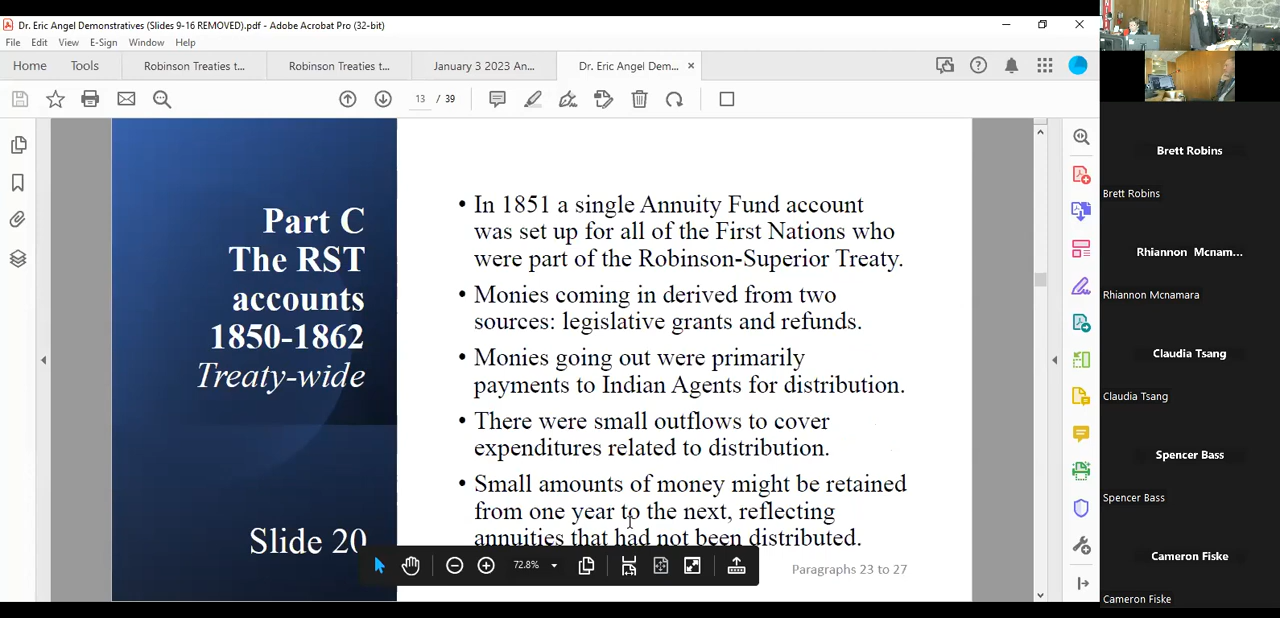 Dr. Eric Angel Demonstratives (Slides 9-16 REMOVED).pdf - Adobe Acrobat Pro (32-bit)
File Edit View E-Sign Window Help
Home Tools Robinson Treaties t... Robinson Treaties t... January 3 2023 An... Dr. Eric Angel Dem... ×
13 / 39
Part C
The RST
accounts
1850-1862
Treaty-wide
Slide 20
• In 1851 a single Annuity Fund account
was set up for all of the First Nations who
were part of the Robinson-Superior Treaty.
• Monies coming in derived from two
sources: legislative grants and refunds.
• Monies going out were primarily
payments to Indian Agents for distribution.
• There were small outflows to cover
expenditures related to distribution.
• Small amounts of money might be retained
from one year to the next, reflecting
annuities that had not been distributed.
72.8%
Paragraphs 23 to 27
Brett Robins
Brett Robins
Rhiannon Mcnam...
Rhiannon Mcnamara
Claudia Tsang
Claudia Tsang
Spencer Bass
Spencer Bass
Cameron Fiske
Cameron Fiske